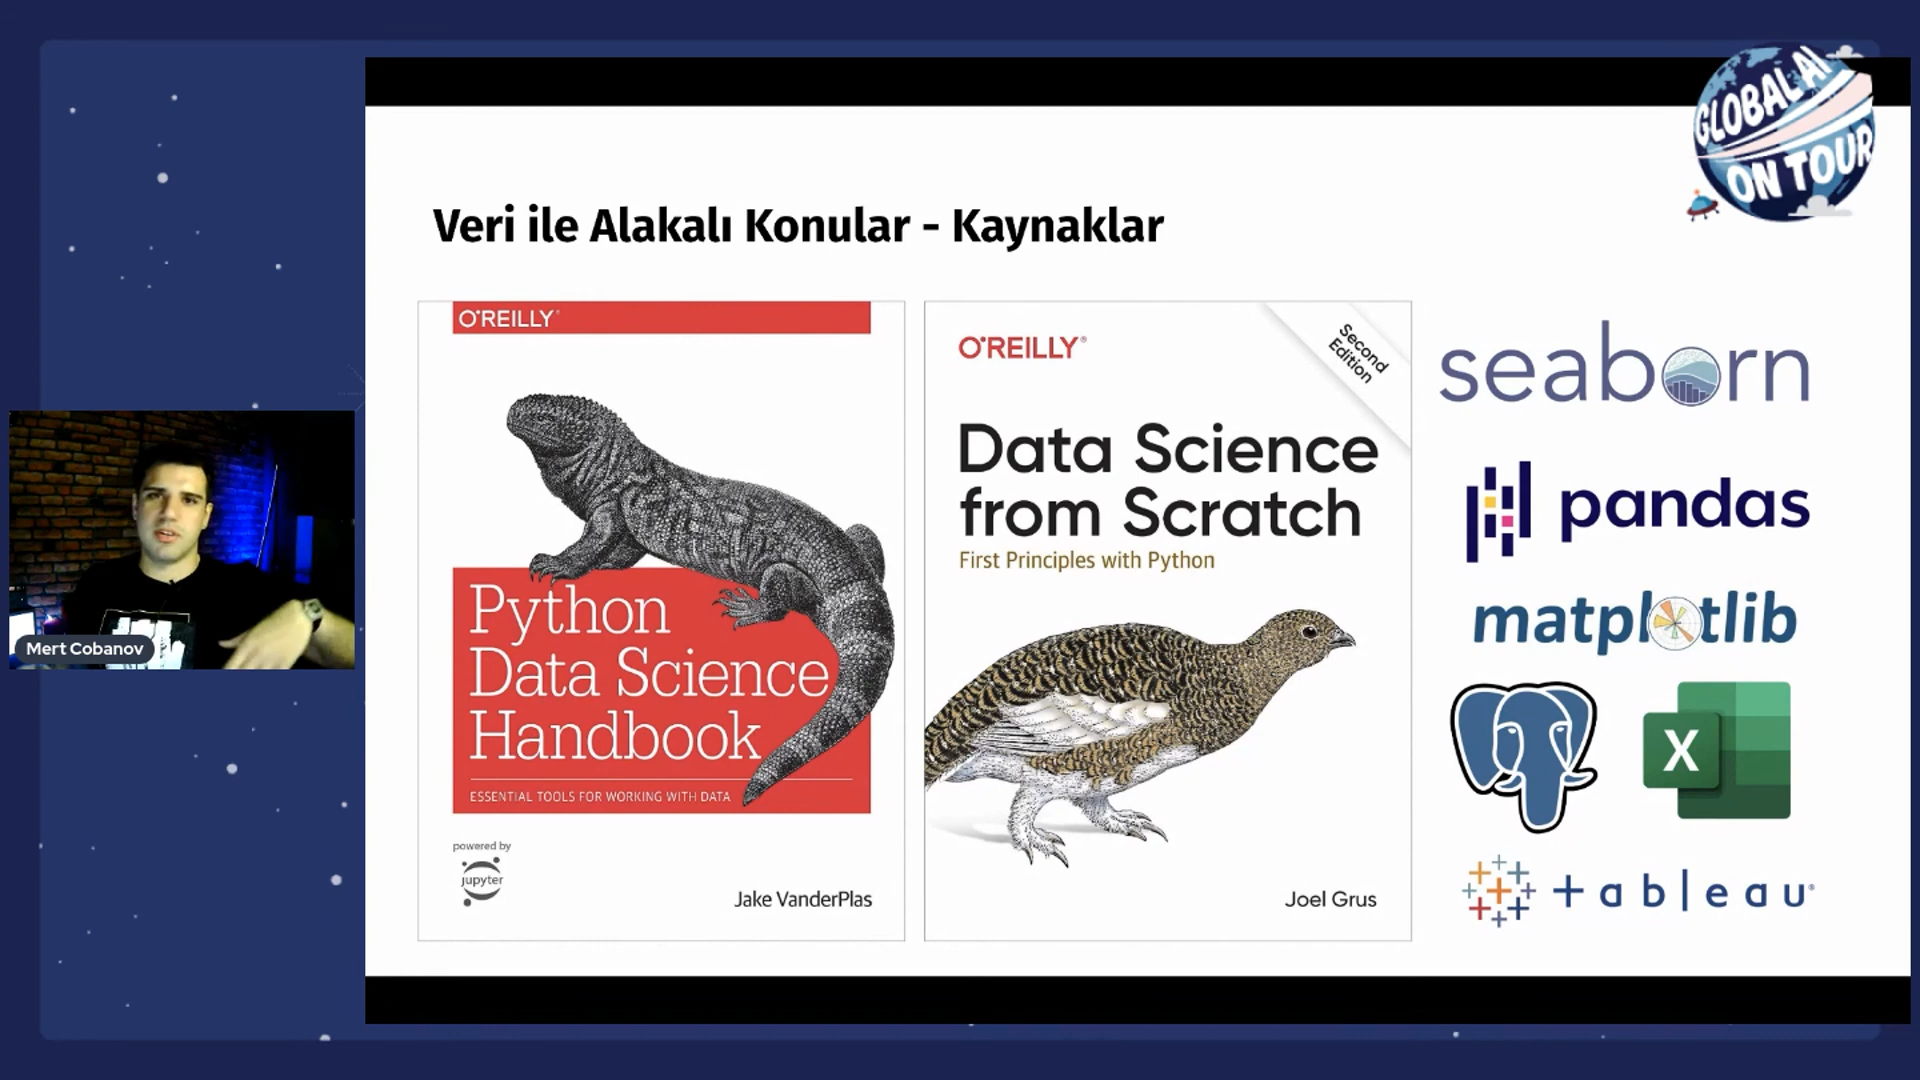 GLOBAL AI
ON TOUR
Veri ile Alakalı Konular - Kaynaklar
O'REILLY®
Python
Data Science
Handbook
ESSENTIAL TOOLS FOR WORKING WITH DATA
powered by
jupyter
Jake VanderPlas
O'REILLY®
Second
Edition
Data Science
from Scratch
First Principles with Python
Joel Grus
seaborn
pandas
matplotlib
X
+ableau®
Mert Cobanov